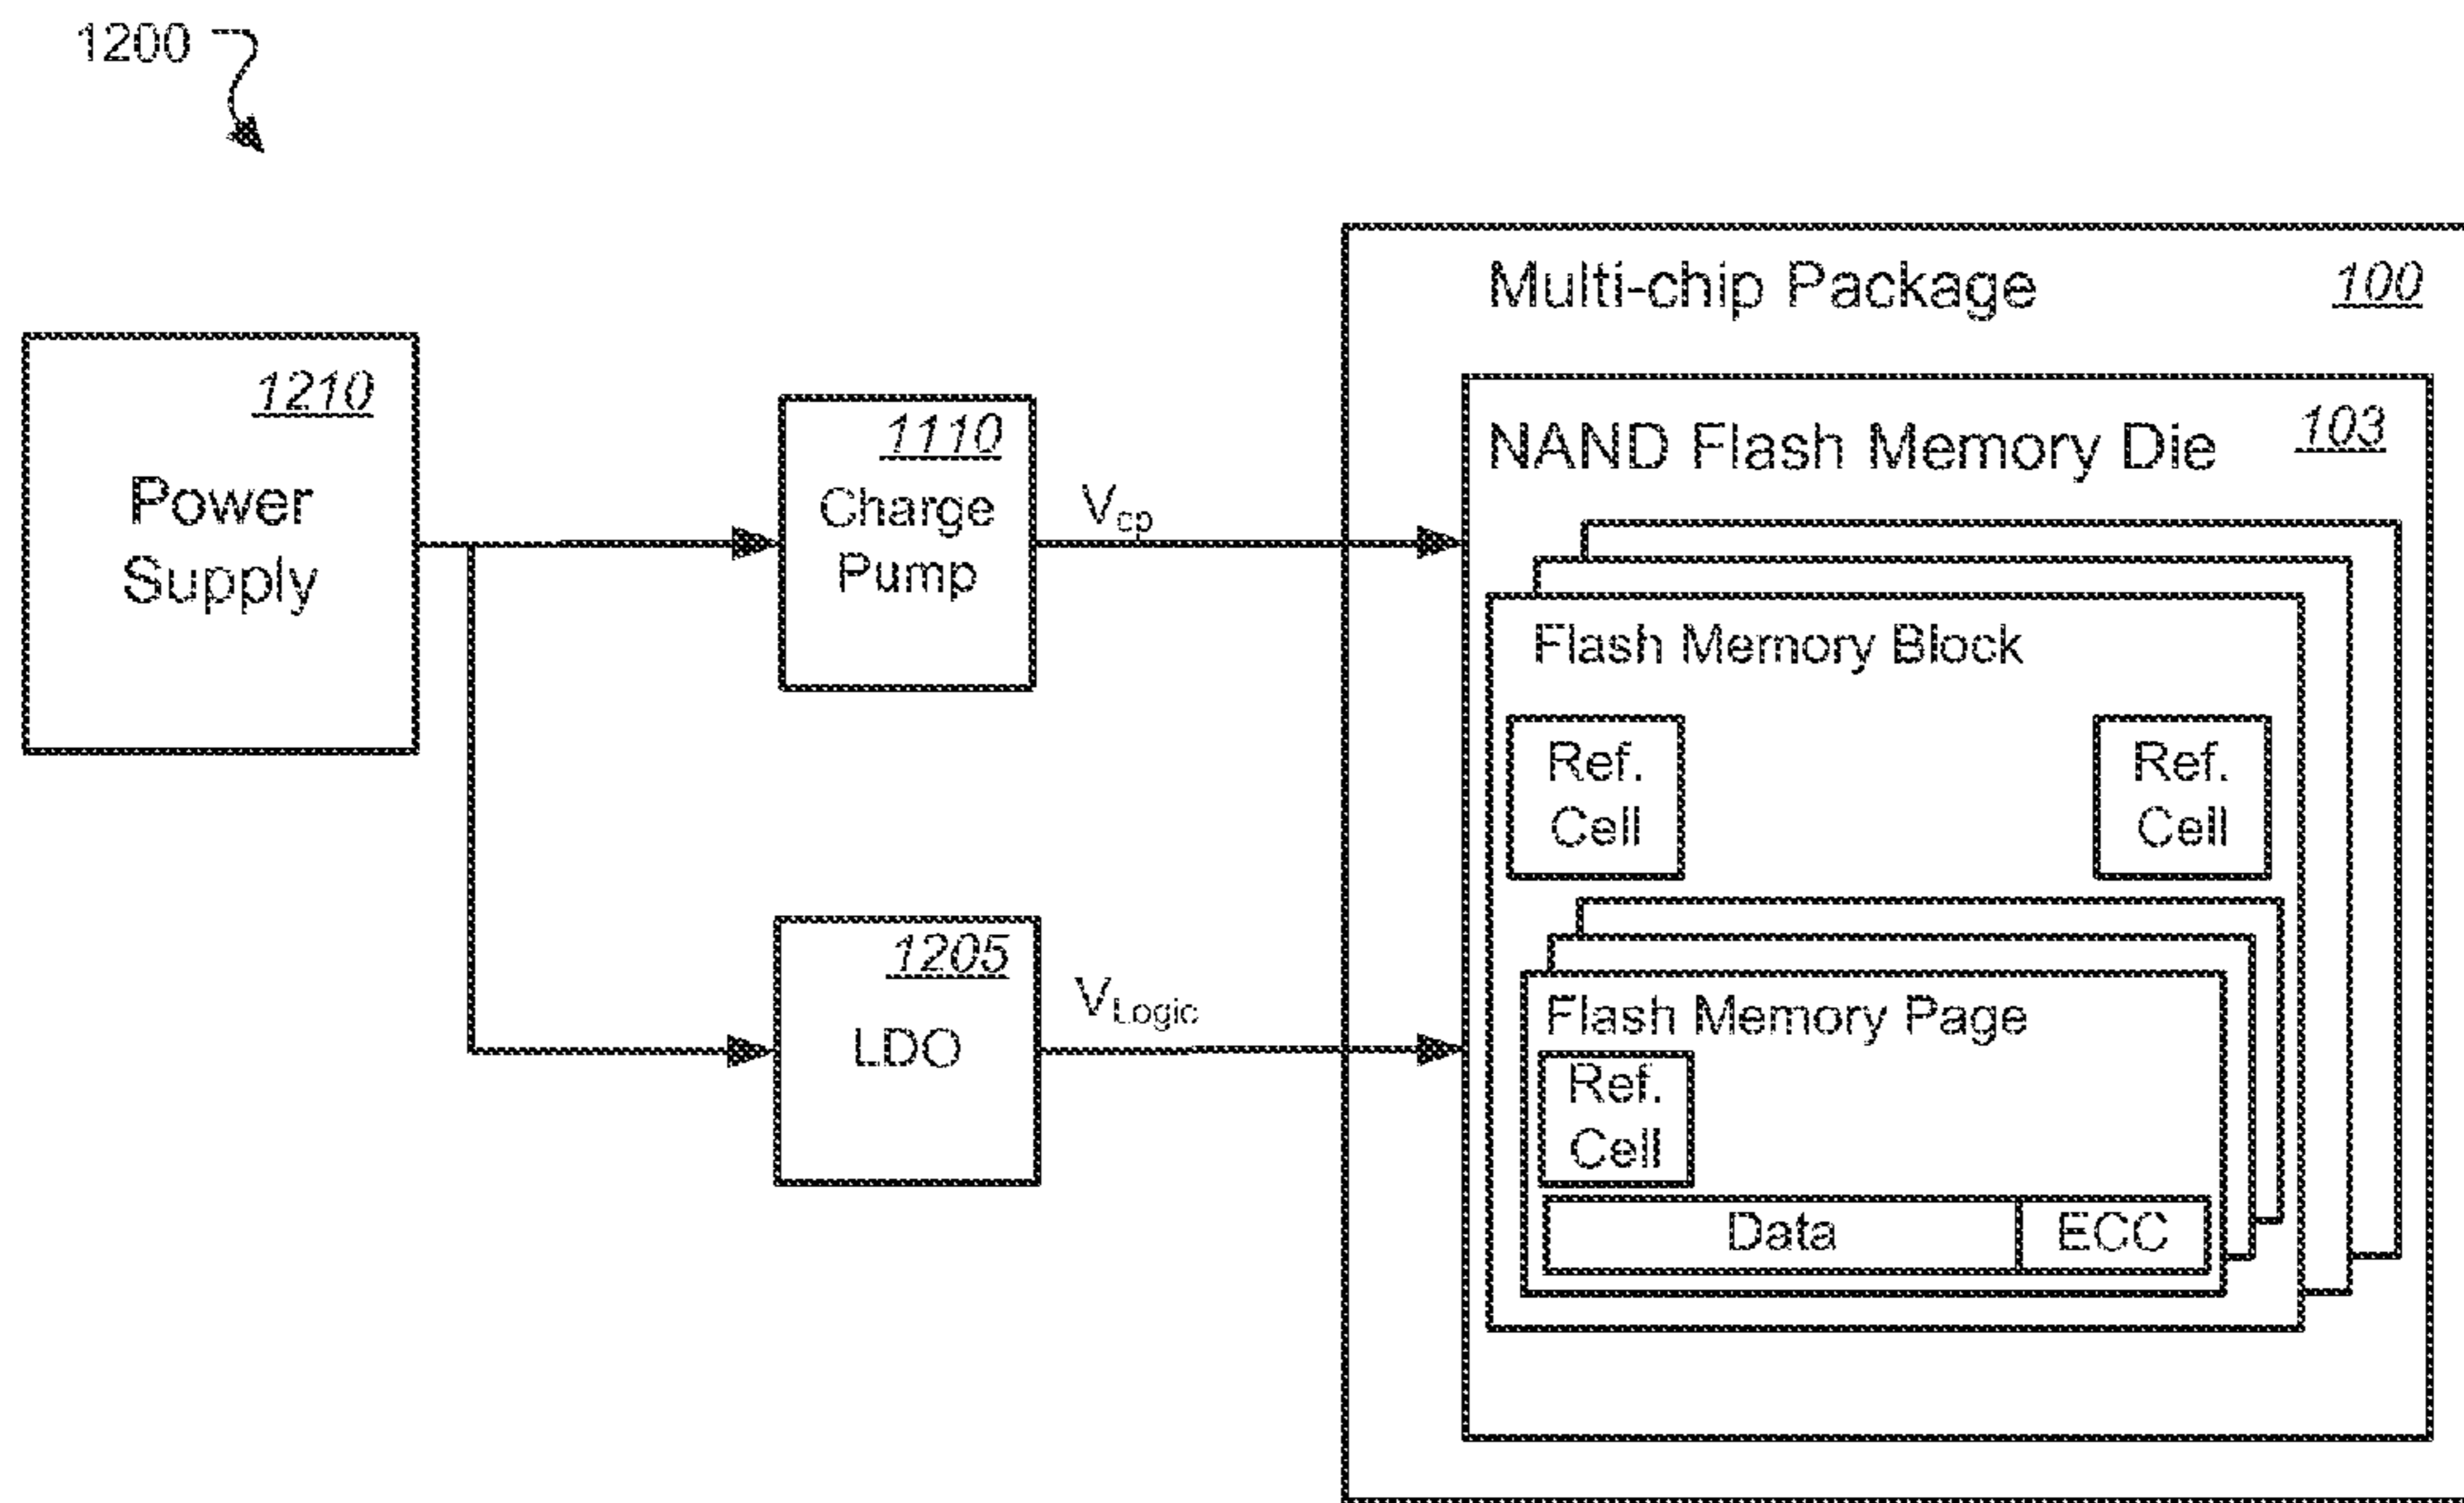 1200
Multi-chip Package 100
1210
Power
Supply
1110
Charge
Pump
Vcp
NAND Flash Memory Die 103
Flash Memory Block
Ref.
Cell
Ref.
Cell
1205
LDO
VLogic
Flash Memory Page
Ref.
Cell
Data ECC